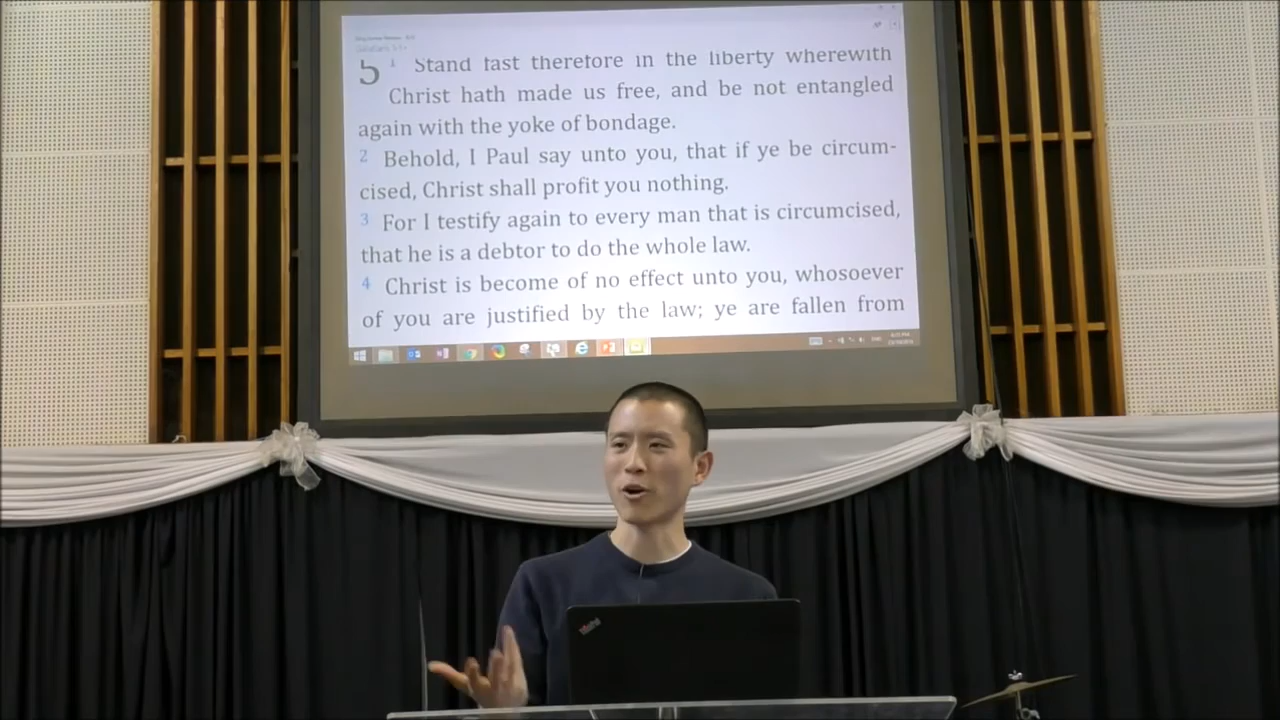 5 1 Stand fast therefore in the liberty wherewith
Christ hath made us free, and be not entangled
again with the yoke of bondage.
2 Behold, I Paul say unto you, that if ye be circum-
cised, Christ shall profit you nothing.
3 For I testify again to every man that is circumcised,
that he is a debtor to do the whole law.
4 Christ is become of no effect unto you, whosoever
of you are justified by the law; ye are fallen from
ThinkPad